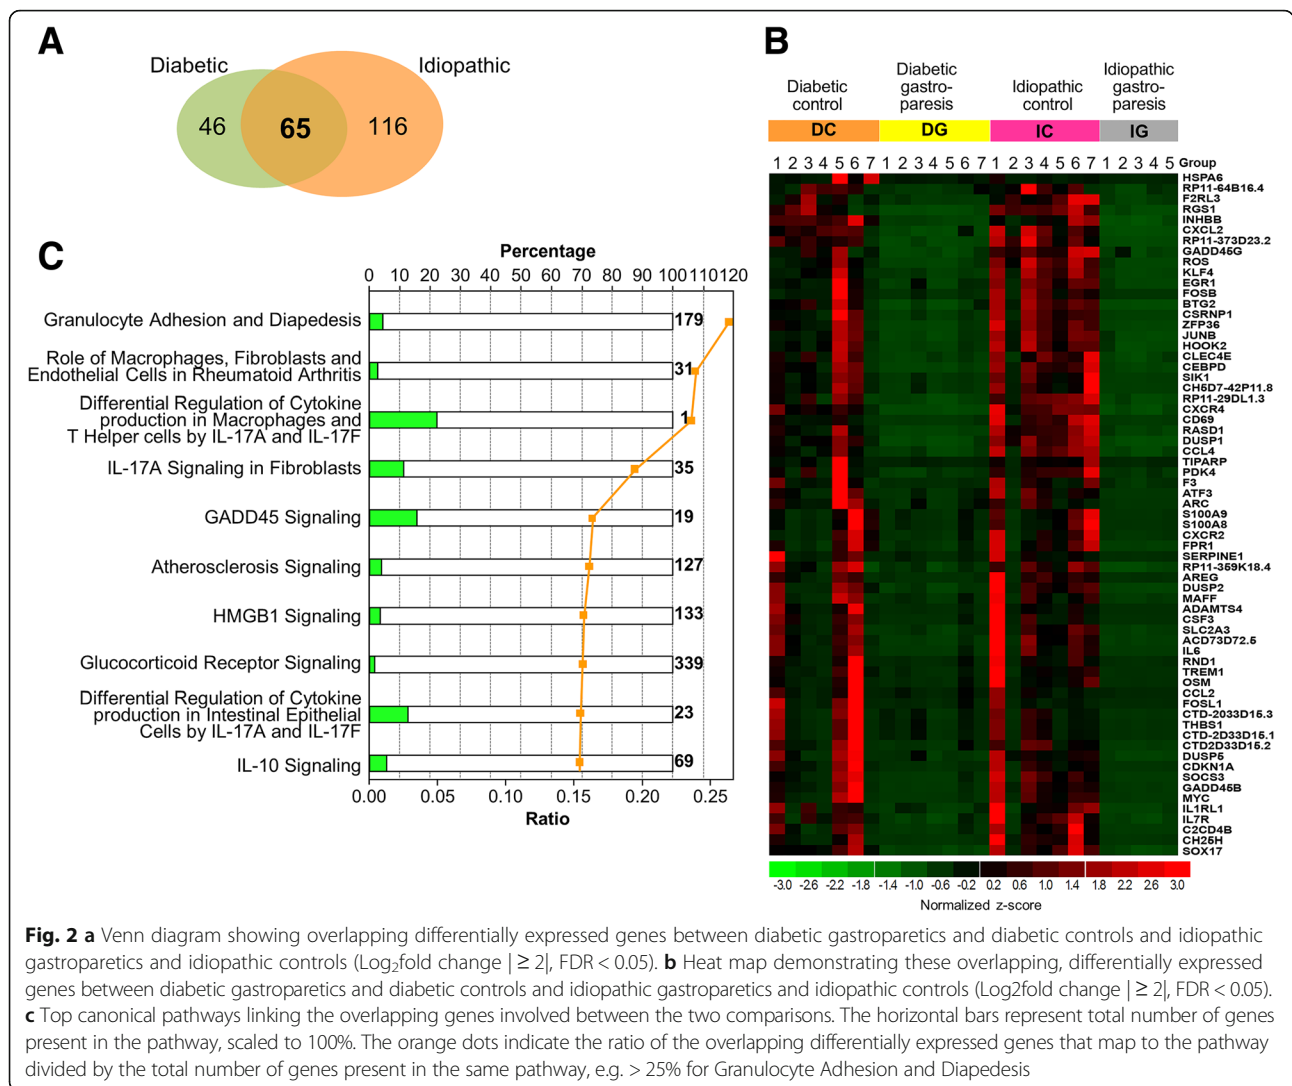 A
Diabetic
Idiopathic
46
65
116
B
Diabetic
control
Diabetic
gastro-
paresis
Idiopathic
control
Idiopathic
gastro-
paresis
DC DG IC IG
1 2 3 4 5 6 7 1 2 3 4 5 6 7 1 2 3 4 5 6 7 1 2 3 4 5 Group
HSPA6
RP11-64B16.4
F2RL3
RGS1
INHBB
CXCL2
RP11-373D23.2
GADD45G
ROS
KLF4
EGR1
FOSB
BTG2
CSRNP1
ZFP36
JUNB
HOOK2
CLEC4E
CEBPD
SIK1
CH5D7-42P11.8
RP11-29DL1.3
CXCR4
CD69
RASD1
DUSP1
CCL4
TIPARP
PDK4
F3
ATF3
ARC
S100A9
S100A8
CXCR2
FPR1
SERPINE1
RP11-359K18.4
AREG
DUSP2
MAFF
ADAMTS4
CSF3
SLC2A3
ACD73D72.5
IL6
RND1
TREM1
OSM
CCL2
FOSL1
CTD-2033D15.3
THBS1
CTD-2D33D15.1
CTD2D33D15.2
DUSP5
CDKN1A
SOCS3
GADD45B
MYC
IL1RL1
IL7R
C2CD4B
CH25H
SOX17
-3.0 -2.6 -2.2 -1.8 -1.4 -1.0 -0.6 -0.2 0.2 0.6 1.0 1.4 1.8 2.2 2.6 3.0
Normalized z-score
C
Percentage
0 10 20 30 40 50 60 70 80 90 100 110 120
Granulocyte Adhesion and Diapedesis 179
Role of Macrophages, Fibroblasts and
Endothelial Cells in Rheumatoid Arthritis 31
Differential Regulation of Cytokine
production in Macrophages and 1
T Helper cells by IL-17A and IL-17F
IL-17A Signaling in Fibroblasts 35
GADD45 Signaling 19
Atherosclerosis Signaling 127
HMGB1 Signaling 133
Glucocorticoid Receptor Signaling 339
Differential Regulation of Cytokine
production in Intestinal Epithelial 23
Cells by IL-17A and IL-17F
IL-10 Signaling 69
0.00 0.05 0.10 0.15 0.20 0.25
Ratio
Fig. 2 a Venn diagram showing overlapping differentially expressed genes between diabetic gastroparetics and diabetic controls and idiopathic
gastroparetics and idiopathic controls (Log₂fold change | ≥ 2|, FDR < 0.05). b Heat map demonstrating these overlapping, differentially expressed
genes between diabetic gastroparetics and diabetic controls and idiopathic gastroparetics and idiopathic controls (Log2fold change | ≥ 2|, FDR < 0.05).
c Top canonical pathways linking the overlapping genes involved between the two comparisons. The horizontal bars represent total number of genes
present in the pathway, scaled to 100%. The orange dots indicate the ratio of the overlapping differentially expressed genes that map to the pathway
divided by the total number of genes present in the same pathway, e.g. > 25% for Granulocyte Adhesion and Diapedesis